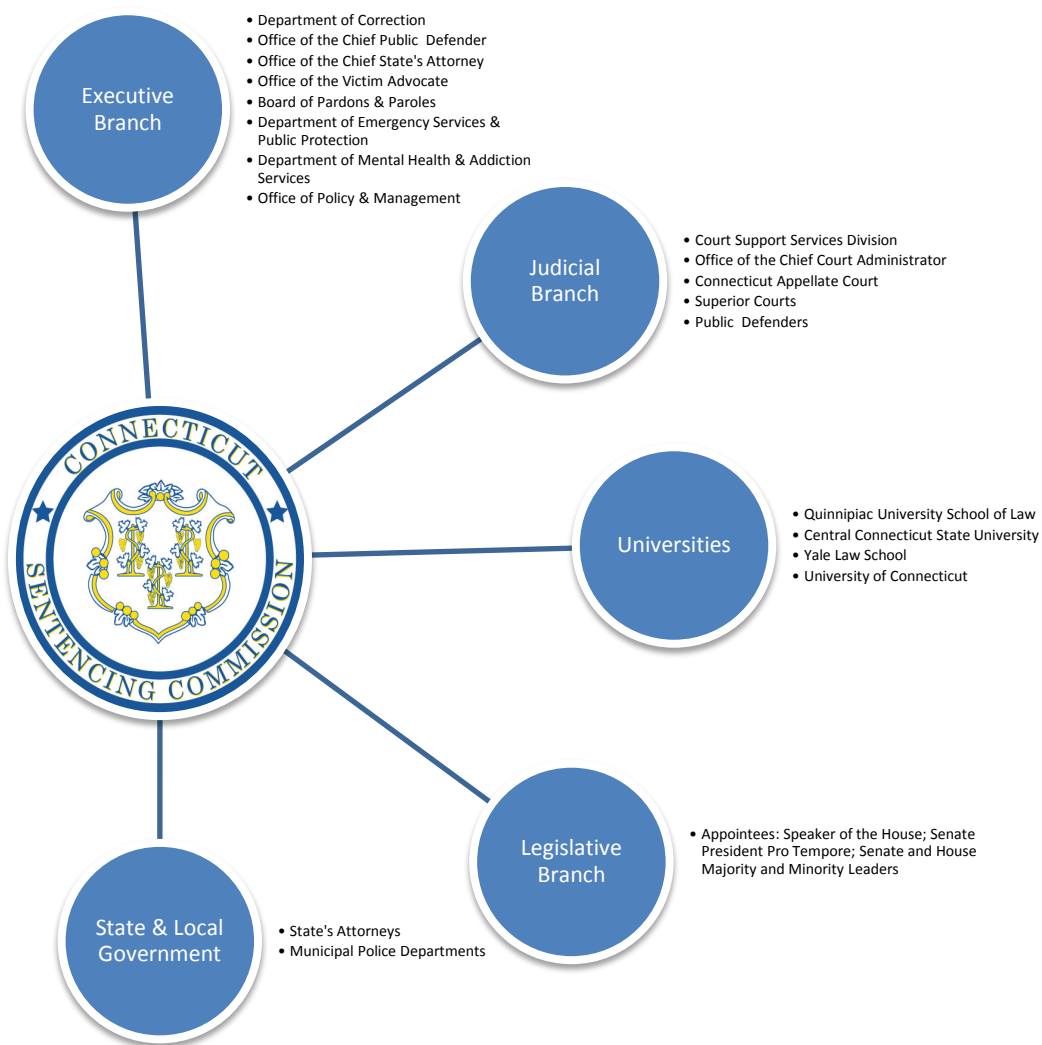 Executive
Branch
• Department of Correction
• Office of the Chief Public  Defender
• Office of the Chief State's Attorney
• Office of the Victim Advocate
• Board of Pardons & Paroles
• Department of Emergency Services &
Public Protection
• Department of Mental Health & Addiction
Services
• Office of Policy & Management
Judicial
Branch
• Court Support Services Division
• Office of the Chief Court Administrator
• Connecticut Appellate Court
• Superior Courts
• Public  Defenders
CONNECTICUT
SENTENCING COMMISSION
Universities
• Quinnipiac University School of Law
• Central Connecticut State University
• Yale Law School
• University of Connecticut
Legislative
Branch
• Appointees: Speaker of the House; Senate
President Pro Tempore; Senate and House
Majority and Minority Leaders
State & Local
Government
• State's Attorneys
• Municipal Police Departments